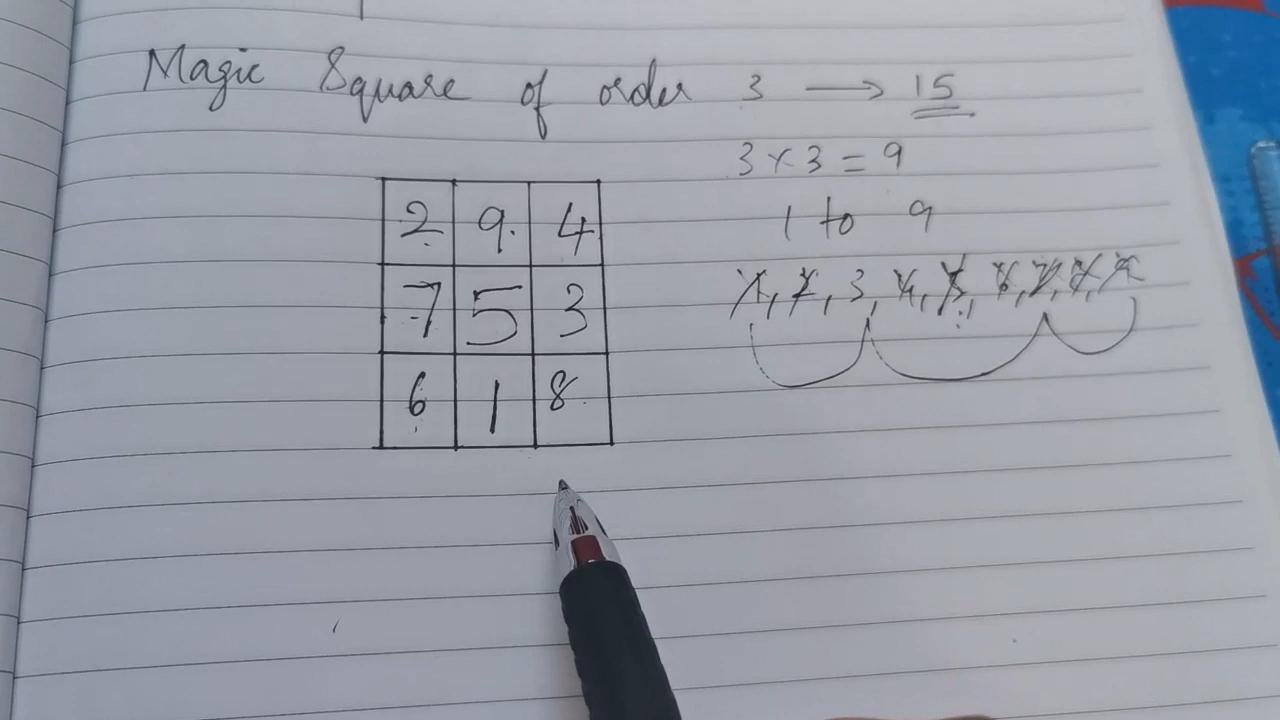 Magic Square of order 3 → 15
3 × 3 = 9
1 to 9
1, 2, 3, 4, 5, 6, 7, 8, 9
2 9 4
7 5 3
6 1 8